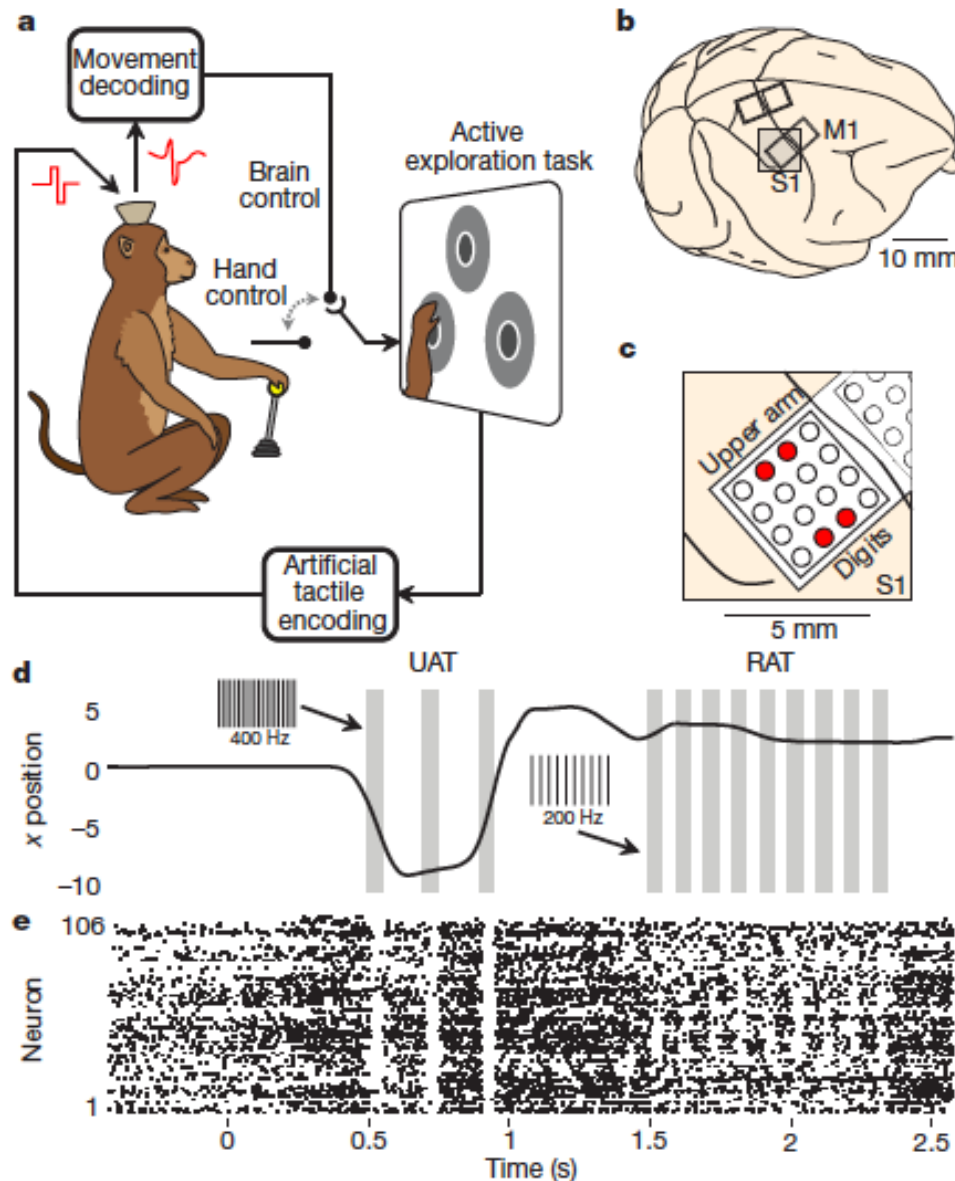 a
Movement
decoding
Brain
control
Hand
control
Active
exploration task
Artificial
tactile
encoding
b
M1
S1
10 mm
c
Upper arm
Digits
S1
5 mm
d
UAT
RAT
400 Hz
200 Hz
x position
5
0
−5
−10
e
106
Neuron
1
0
0.5
1
1.5
2
2.5
Time (s)